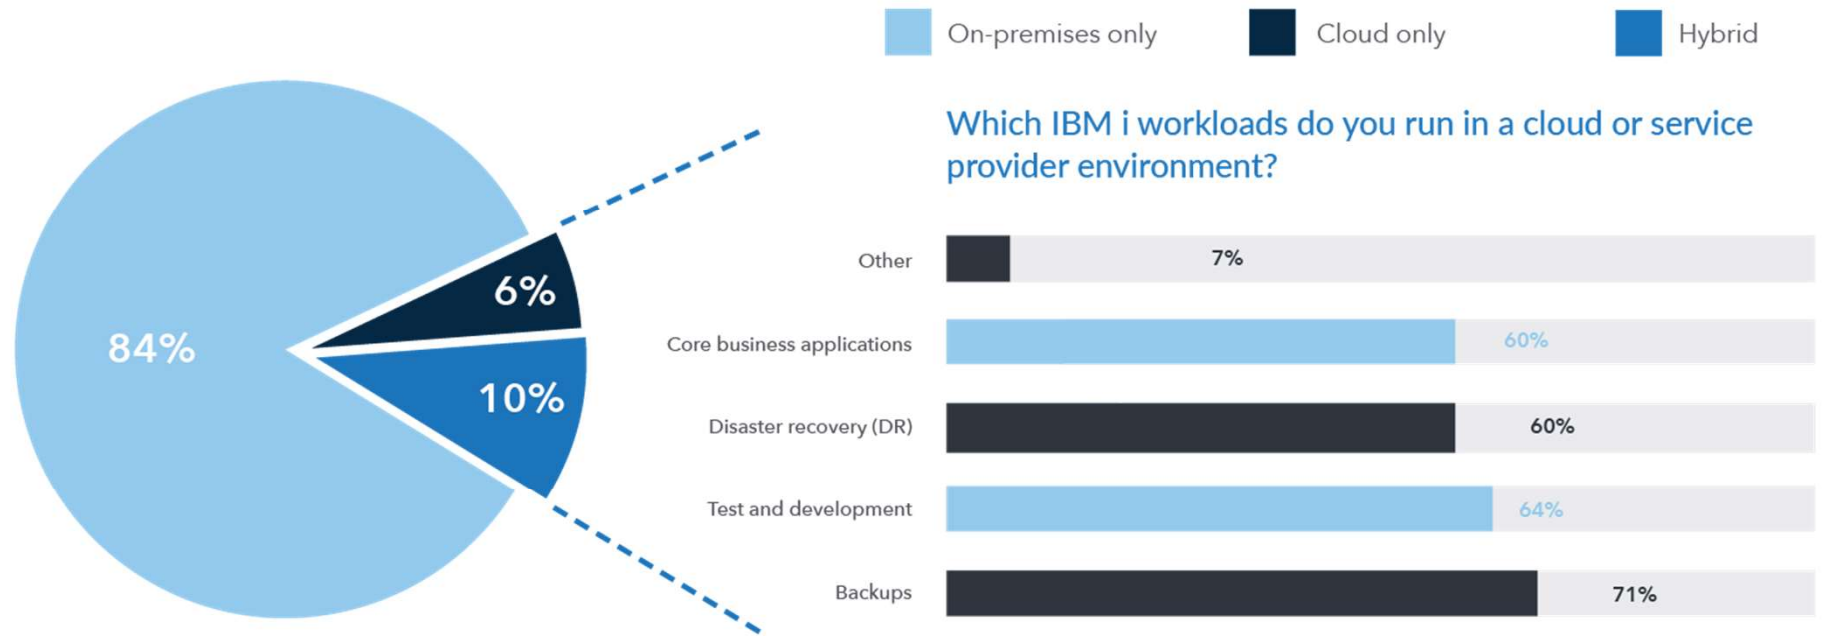 On-premises only
Cloud only
Hybrid
84%
6%
10%
Which IBM i workloads do you run in a cloud or service
provider environment?
Other 7%
Core business applications 60%
Disaster recovery (DR) 60%
Test and development 64%
Backups 71%